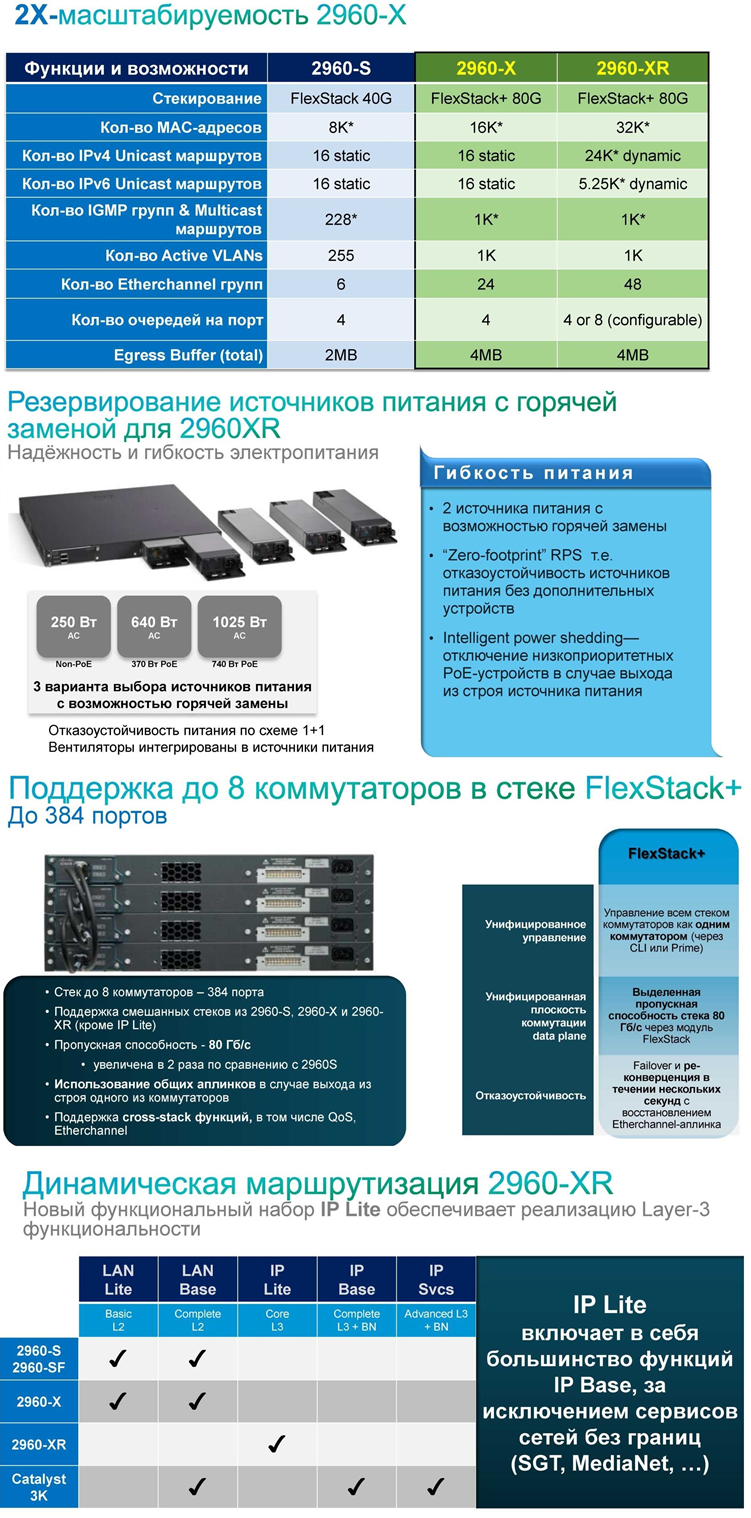 2X-масштабируемость 2960-X
Функции и возможности 2960-S 2960-X 2960-XR
Стекирование FlexStack 40G FlexStack+ 80G FlexStack+ 80G
Кол-во MAC-адресов 8K* 16K* 32K*
Кол-во IPv4 Unicast маршрутов 16 static 16 static 24K* dynamic
Кол-во IPv6 Unicast маршрутов 16 static 16 static 5.25K* dynamic
Кол-во IGMP групп & Multicast
маршрутов 228* 1K* 1K*
Кол-во Active VLANs 255 1K 1K
Кол-во Etherchannel групп 6 24 48
Кол-во очередей на порт 4 4 4 or 8 (configurable)
Egress Buffer (total) 2MB 4MB 4MB
Резервирование источников питания с горячей
заменой для 2960XR
Надёжность и гибкость электропитания
250 Вт 640 Вт 1025 Вт
AC AC AC
Non-PoE 370 Вт PoE 740 Вт PoE
3 варианта выбора источников питания
с возможностью горячей замены
Отказоустойчивость питания по схеме 1+1
Вентиляторы интегрированы в источники питания
Гибкость питания
• 2 источника питания с
возможностью горячей замены
• “Zero-footprint” RPS т.е.
отказоустойчивость источников
питания без дополнительных
устройств
• Intelligent power shedding—
отключение низкоприоритетных
PoE-устройств в случае выхода
из строя источника питания
Поддержка до 8 коммутаторов в стеке FlexStack+
До 384 портов
• Стек до 8 коммутаторов – 384 порта
• Поддержка смешанных стеков из 2960-S, 2960-X и 2960-
XR (кроме IP Lite)
• Пропускная способность - 80 Гб/с
• увеличена в 2 раза по сравнению с 2960S
• Использование общих аплинков в случае выхода из
строя одного из коммутаторов
• Поддержка cross-stack функций, в том числе QoS,
Etherchannel
FlexStack+
Унифицированное
управление
Управление всем стеком
коммутаторов как одним
коммутатором (через
CLI или Prime)
Унифицированная
плоскость
коммутации
data plane
Выделенная
пропускная
способность стека 80
Гб/с через модуль
FlexStack
Отказоустойчивость
Failover и ре-
конверценция в
течении нескольких
секунд с
восстановлением
Etherchannel-аплинка
Динамическая маршрутизация 2960-XR
Новый функциональный набор IP Lite обеспечивает реализацию Layer-3
функциональности
LAN LAN IP IP IP
Lite Base Lite Base Svcs
Basic Complete Core Complete Advanced L3
L2 L2 L3 L3 + BN + BN
2960-S
2960-SF ✓ ✓
2960-X ✓ ✓
2960-XR ✓
Catalyst
3K ✓ ✓ ✓
IP Lite
включает в себя
большинство функций
IP Base, за
исключением сервисов
сетей без границ
(SGT, MediaNet, …)